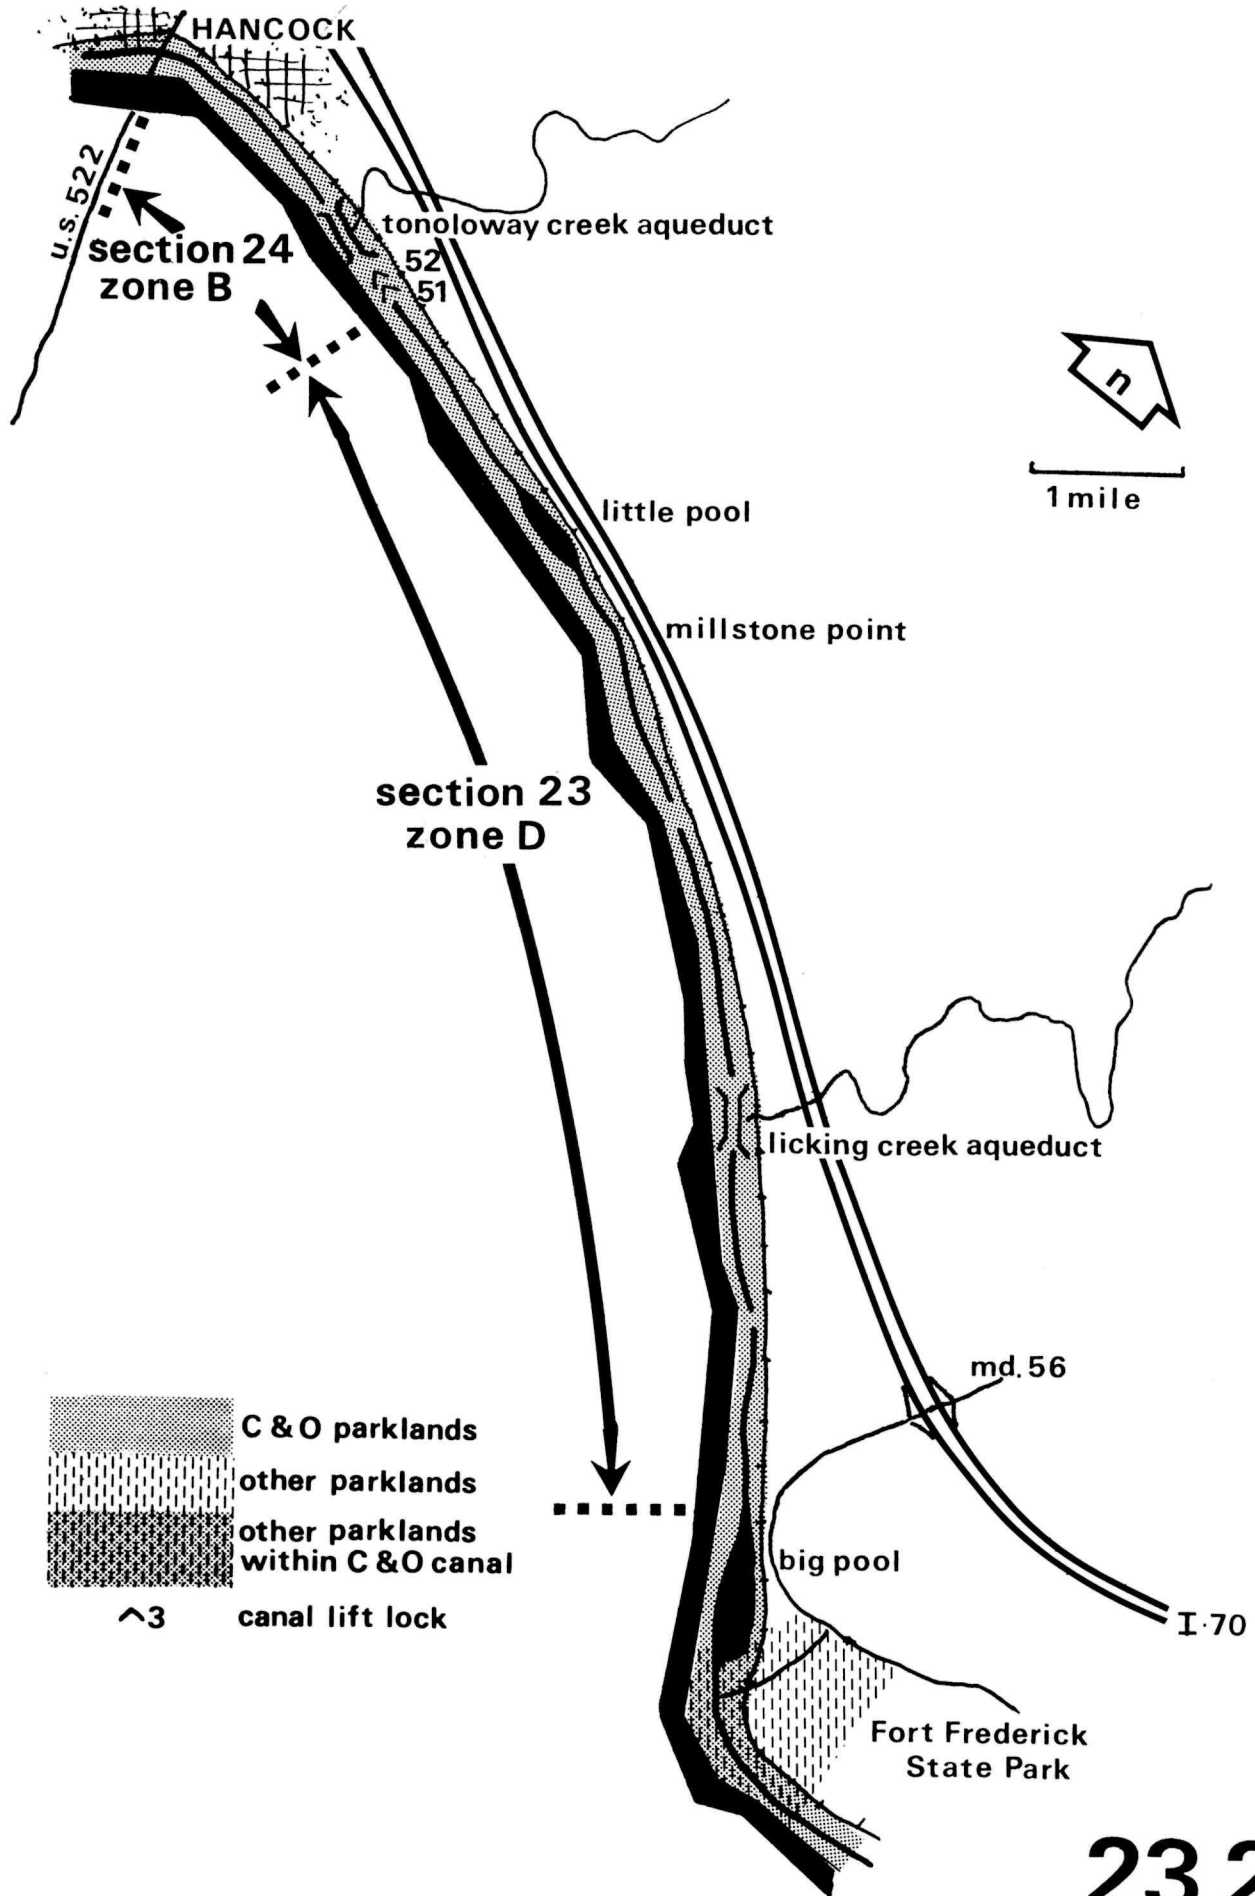 HANCOCK
u.s. 522
tonoloway creek aqueduct
section 24
zone B
52
51
n
1 mile
little pool
millstone point
section 23
zone D
licking creek aqueduct
md. 56
C & O parklands
other parklands
other parklands
within C & O canal
^3 canal lift lock
big pool
I-70
Fort Frederick
State Park